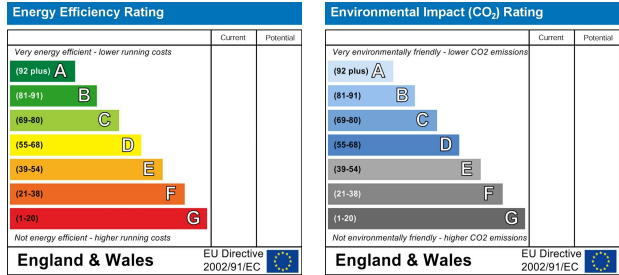 Energy Efficiency Rating
Current Potential
Very energy efficient - lower running costs
(92 plus) A
(81-91) B
(69-80) C
(55-68) D
(39-54) E
(21-38) F
(1-20) G
Not energy efficient - higher running costs
England & Wales
EU Directive
2002/91/EC
Environmental Impact (CO₂) Rating
Current Potential
Very environmentally friendly - lower CO2 emissions
(92 plus) A
(81-91) B
(69-80) C
(55-68) D
(39-54) E
(21-38) F
(1-20) G
Not environmentally friendly - higher CO2 emissions
England & Wales
EU Directive
2002/91/EC